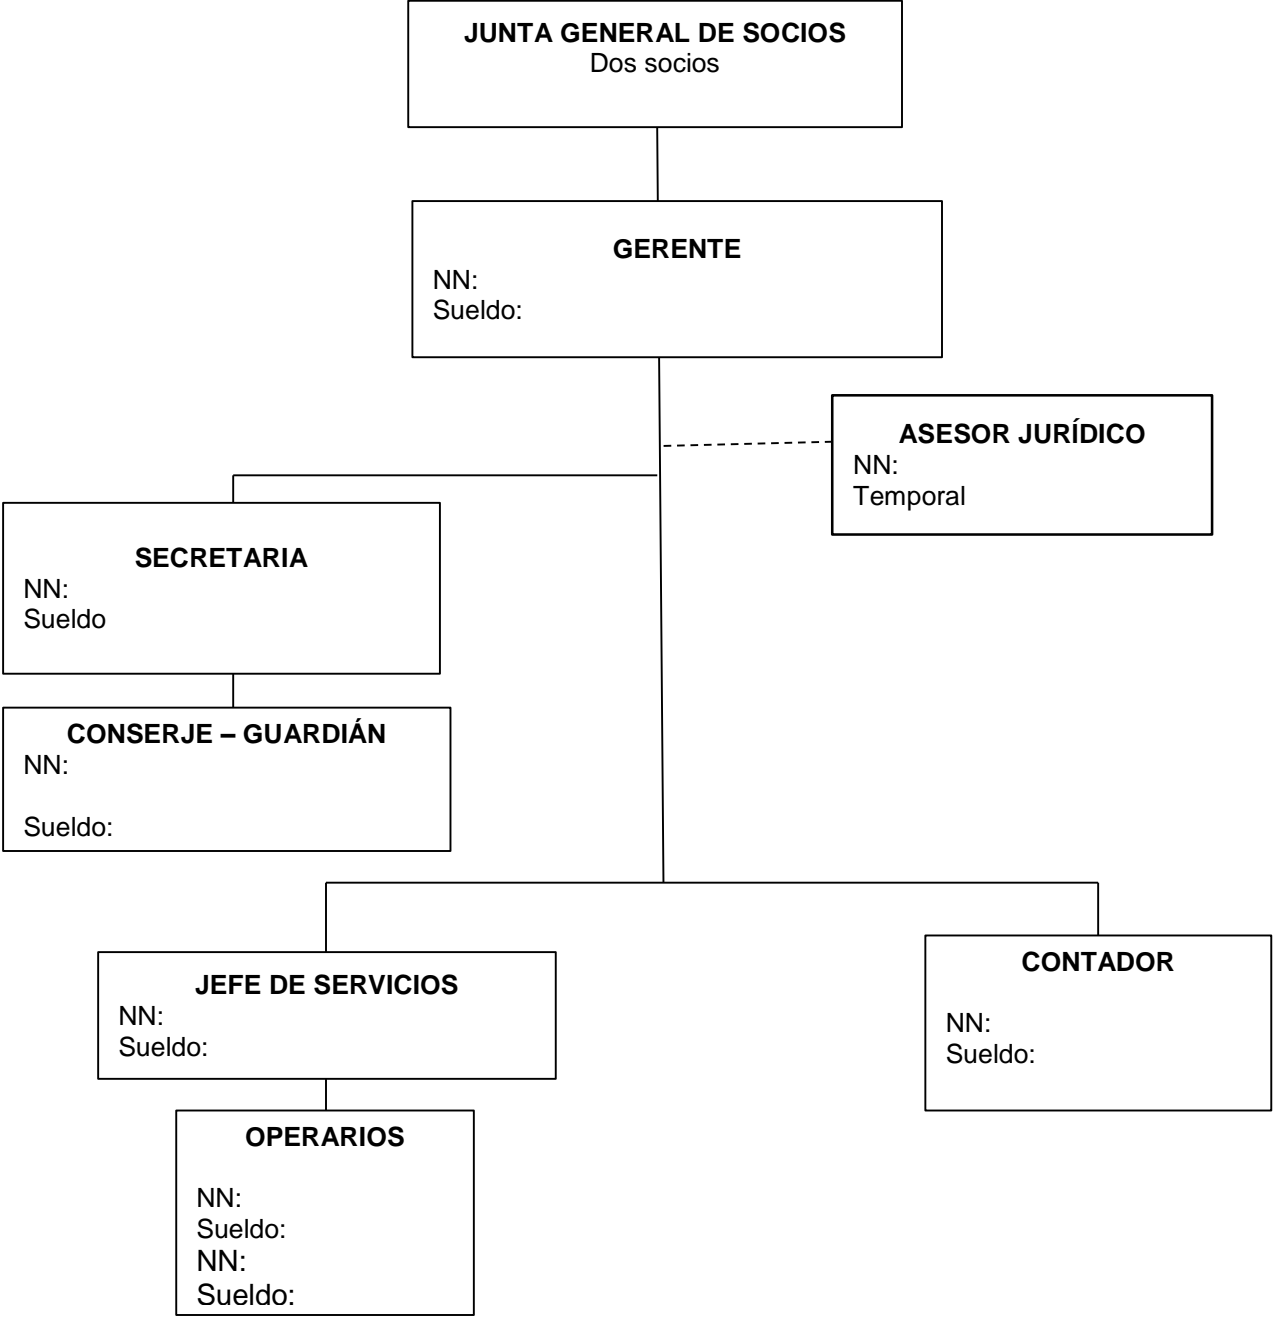 JUNTA GENERAL DE SOCIOS
Dos socios
GERENTE
NN:
Sueldo:
ASESOR JURÍDICO
NN:
Temporal
SECRETARIA
NN:
Sueldo
CONSERJE – GUARDIÁN
NN:
Sueldo:
JEFE DE SERVICIOS
NN:
Sueldo:
CONTADOR
NN:
Sueldo:
OPERARIOS
NN:
Sueldo:
NN:
Sueldo: